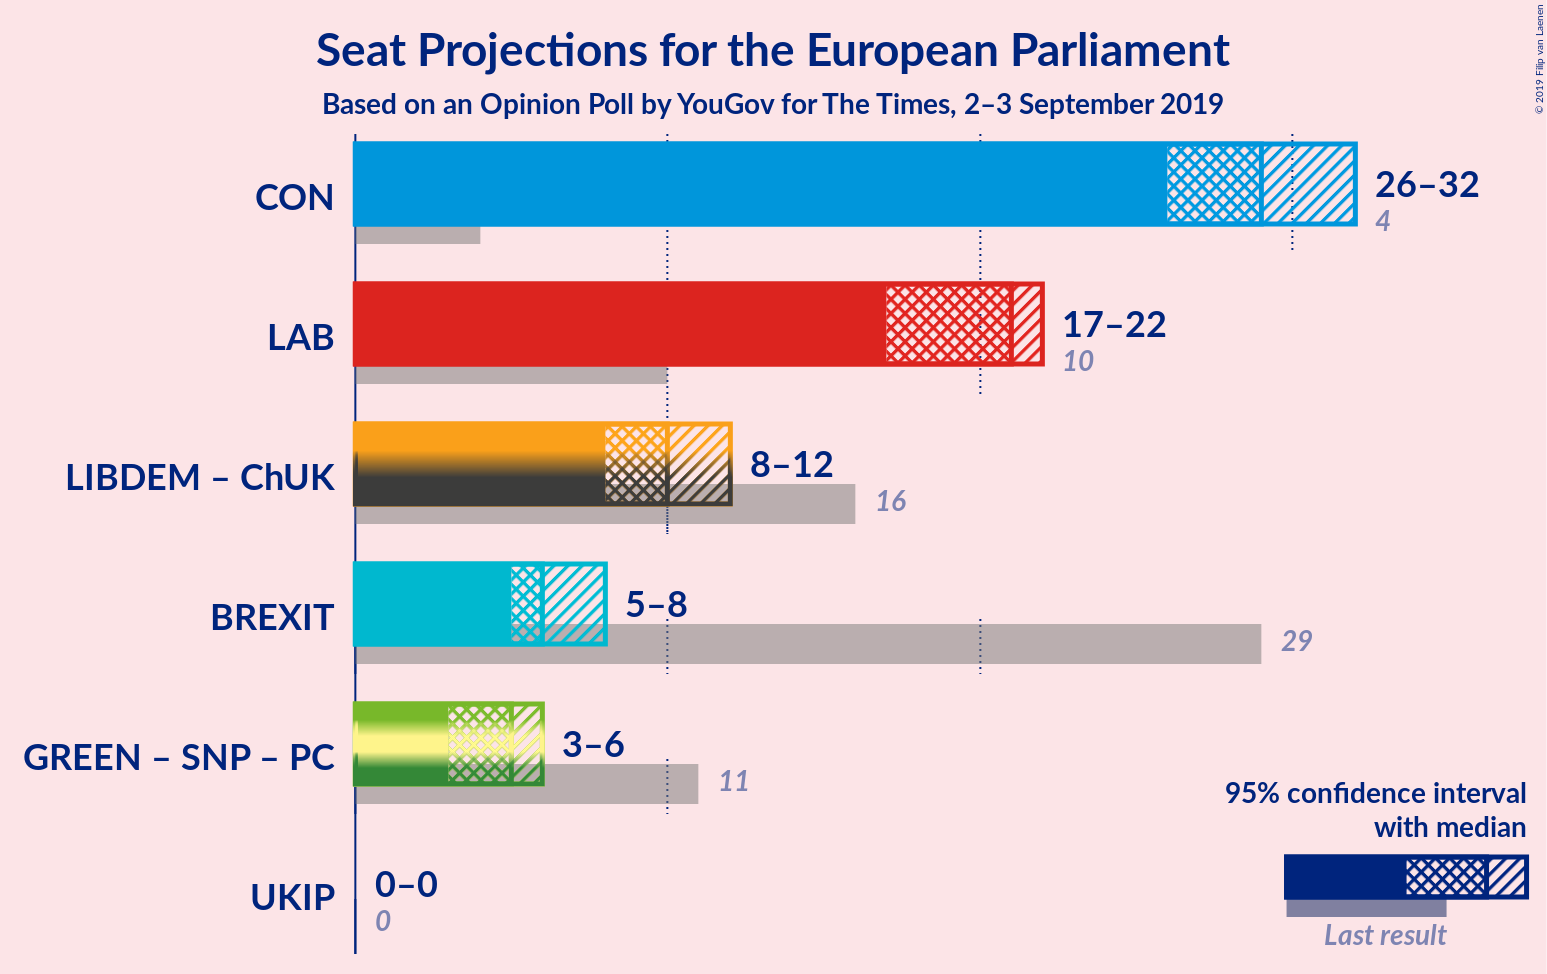 Seat Projections for the European Parliament
Based on an Opinion Poll by YouGov for The Times, 2–3 September 2019
© 2019 Filip van Laenen
CON
26–32
4
LAB
17–22
10
LIBDEM – ChUK
8–12
16
BREXIT
5–8
29
GREEN – SNP – PC
3–6
11
UKIP
0–0
0
95% confidence interval
with median
Last result